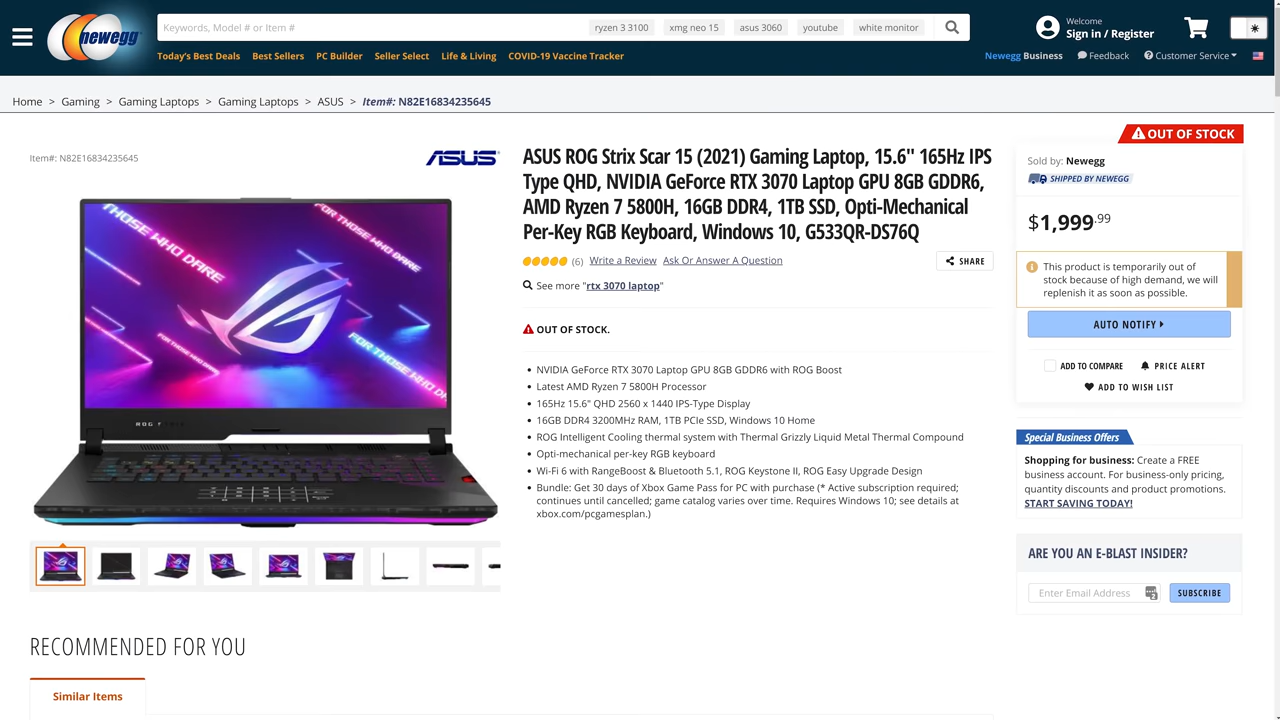 newegg
Keywords, Model # or Item #
ryzen 3 3100
xmg neo 15
asus 3060
youtube
white monitor
Welcome
Sign in / Register
Today's Best Deals
Best Sellers
PC Builder
Seller Select
Life & Living
COVID-19 Vaccine Tracker
Newegg Business
Feedback
Customer Service
Home > Gaming > Gaming Laptops > Gaming Laptops > ASUS > Item#: N82E16834235645
Item#: N82E16834235645
ASUS
THOSE WHO DARE
FOR THOSE WHO DARE
FOR THOSE WHO DARE
FOR THOSE WHO DARE
ASUS ROG Strix Scar 15 (2021) Gaming Laptop, 15.6" 165Hz IPS
Type QHD, NVIDIA GeForce RTX 3070 Laptop GPU 8GB GDDR6,
AMD Ryzen 7 5800H, 16GB DDR4, 1TB SSD, Opti-Mechanical
Per-Key RGB Keyboard, Windows 10, G533QR-DS76Q
(6) Write a Review Ask Or Answer A Question
SHARE
See more "rtx 3070 laptop"
OUT OF STOCK.
• NVIDIA GeForce RTX 3070 Laptop GPU 8GB GDDR6 with ROG Boost
• Latest AMD Ryzen 7 5800H Processor
• 165Hz 15.6" QHD 2560 x 1440 IPS-Type Display
• 16GB DDR4 3200MHz RAM, 1TB PCIe SSD, Windows 10 Home
• ROG Intelligent Cooling thermal system with Thermal Grizzly Liquid Metal Thermal Compound
• Opti-mechanical per-key RGB keyboard
• Wi-Fi 6 with RangeBoost & Bluetooth 5.1, ROG Keystone II, ROG Easy Upgrade Design
• Bundle: Get 30 days of Xbox Game Pass for PC with purchase (* Active subscription required;
continues until cancelled; game catalog varies over time. Requires Windows 10; see details at
xbox.com/pcgamesplan.)
OUT OF STOCK
Sold by: Newegg
SHIPPED BY NEWEGG
$1,999.99
This product is temporarily out of
stock because of high demand, we will
replenish it as soon as possible.
AUTO NOTIFY
ADD TO COMPARE
PRICE ALERT
ADD TO WISH LIST
Special Business Offers
Shopping for business: Create a FREE
business account. For business-only pricing,
quantity discounts and product promotions.
START SAVING TODAY!
ARE YOU AN E-BLAST INSIDER?
Enter Email Address
SUBSCRIBE
RECOMMENDED FOR YOU
Similar Items